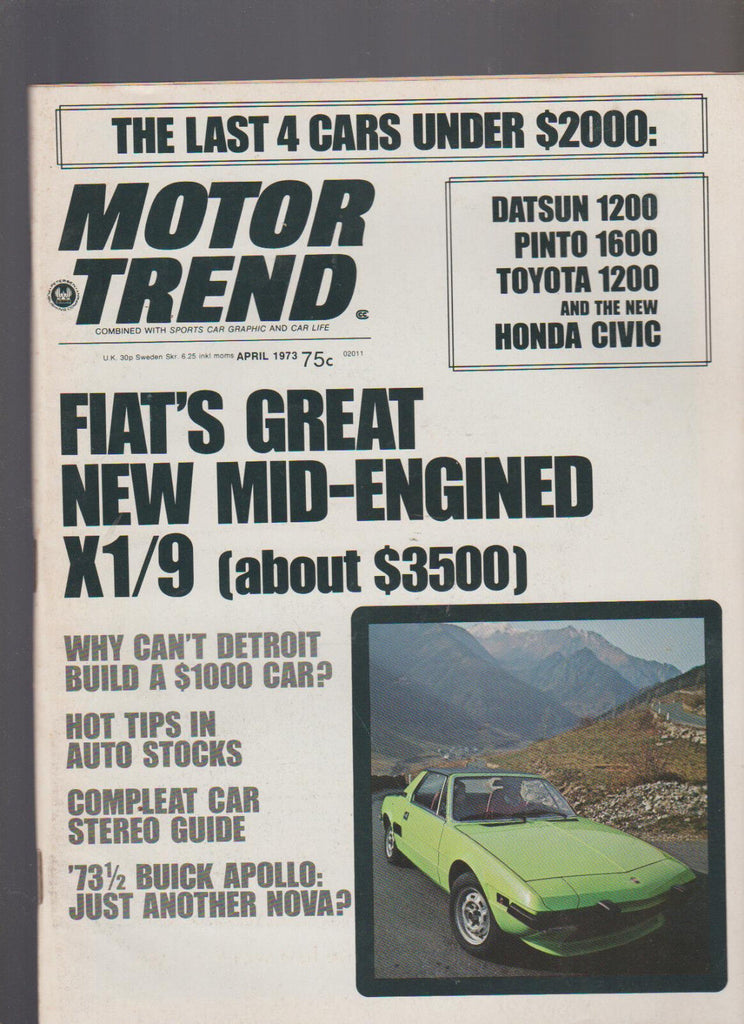 THE LAST 4 CARS UNDER $2000:
MOTOR
TREND
COMBINED WITH SPORTS CAR GRAPHIC AND CAR LIFE
U.K. 30p Sweden Skr. 6.25 inkl moms APRIL 1973 75c 02011
DATSUN 1200
PINTO 1600
TOYOTA 1200
AND THE NEW
HONDA CIVIC
FIAT'S GREAT
NEW MID-ENGINED
X1/9 (about $3500)
WHY CAN'T DETROIT
BUILD A $1000 CAR?
HOT TIPS IN
AUTO STOCKS
COMPLEAT CAR
STEREO GUIDE
'73½ BUICK APOLLO:
JUST ANOTHER NOVA?